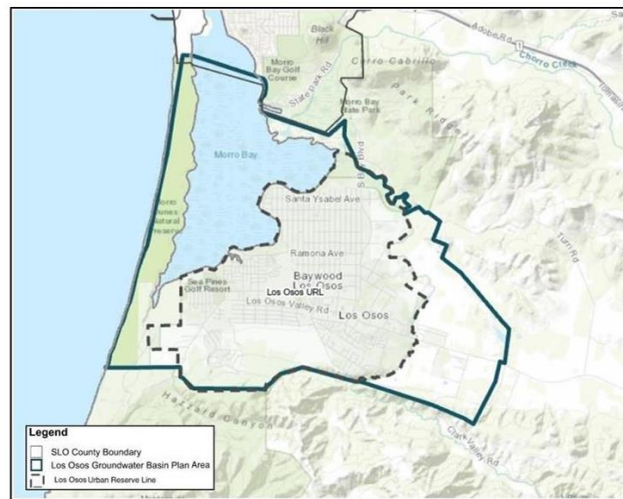 Black
Hill
Morro
Bay Golf
Course
State Park Rd
Cerro Cabrillo
Adobe Rd
1
Chorro Creek
Park Ridge
Morro
Bay State
Park
S Bay Blvd
Morro Bay
Morro
Dunes
Natural
Preserve
Santa Ysabel Ave
Turri Rd
Ramona Ave
Baywood
Los Osos
Sea Pines
Golf Resort
Los Osos URL
Los Osos Valley Rd
Los Osos
Hazard Canyon
Clark Valley Rd
Legend
SLO County Boundary
Los Osos Groundwater Basin Plan Area
Los Osos Urban Reserve Line